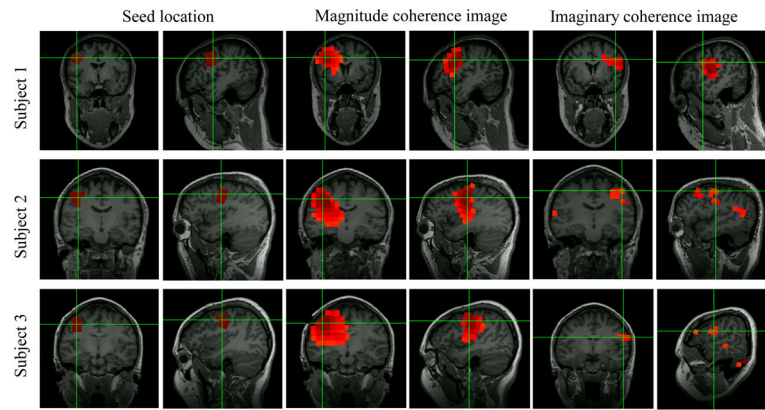 Seed location Magnitude coherence image Imaginary coherence image
Subject 1
Subject 2
Subject 3